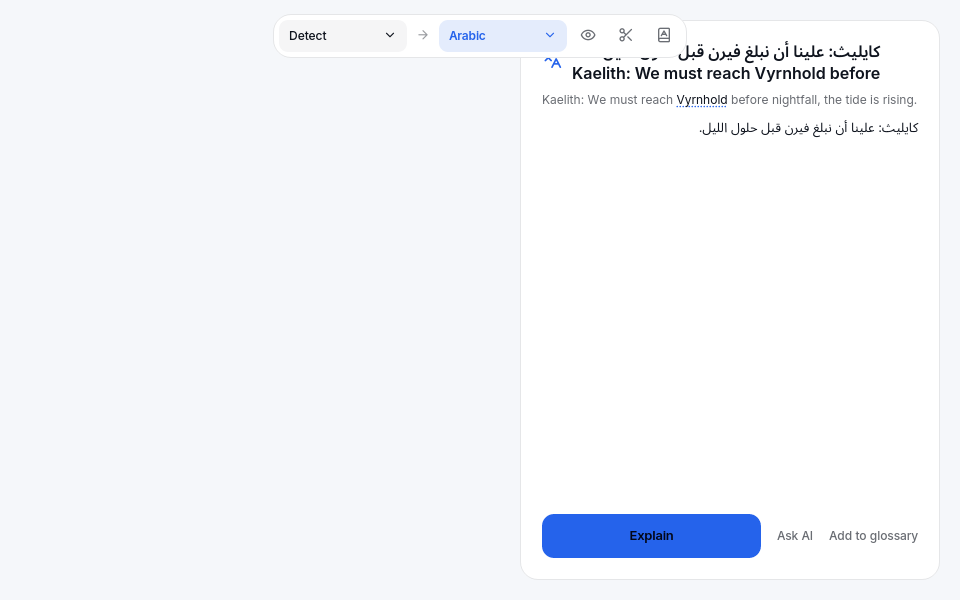 Detect
Arabic
كايليث: علينا أن نبلغ فيرن قبل
Kaelith: We must reach Vyrnhold before
Kaelith: We must reach Vyrnhold before nightfall, the tide is rising.
كايليث: علينا أن نبلغ فيرن قبل حلول الليل.
Explain
Ask AI
Add to glossary